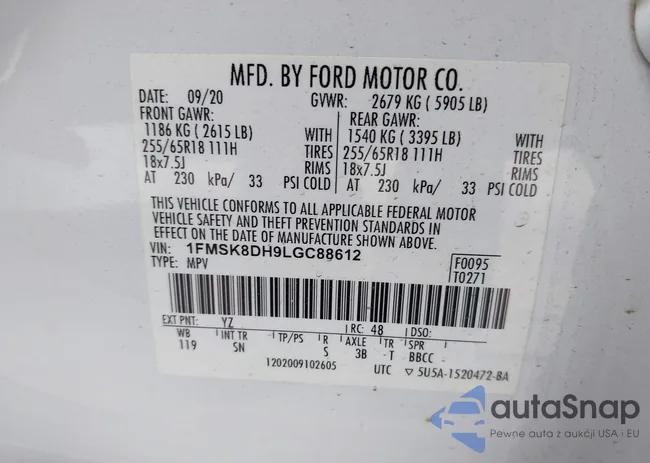 MFD. BY FORD MOTOR CO.
DATE: 09/20 GVWR: 2679 KG ( 5905 LB)
FRONT GAWR: REAR GAWR:
1186 KG ( 2615 LB) WITH 1540 KG ( 3395 LB) WITH
255/65R18 111H TIRES 255/65R18 111H TIRES
18x7.5J RIMS 18x7.5J RIMS
AT 230 kPa/ 33 PSI COLD AT 230 kPa/ 33 PSI COLD
THIS VEHICLE CONFORMS TO ALL APPLICABLE FEDERAL MOTOR
VEHICLE SAFETY AND THEFT PREVENTION STANDARDS IN
EFFECT ON THE DATE OF MANUFACTURE SHOWN ABOVE.
VIN: 1FMSK8DH9LGC88612 F0095
TYPE: MPV T0271
EXT PNT: YZ RC: 48 DSO:
WB INT TR TP/PS R AXLE TR SPR
119 SN S 3B T BBCC
1202009102605 UTC ▽ 5U5A-1520472-BA
autaSnap
Pewne auta z aukcji USA i EU